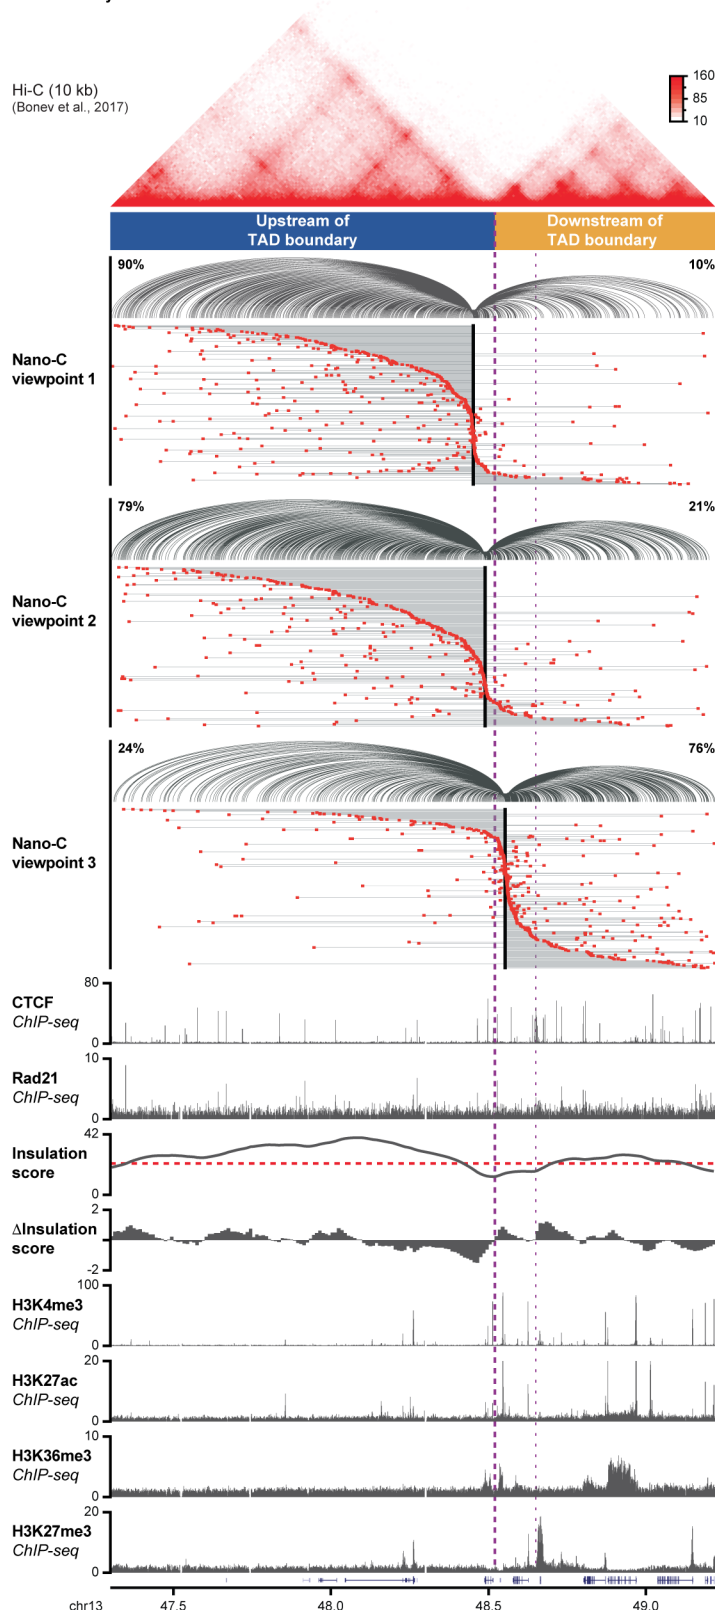 Hi-C (10 kb)
(Bonev et al., 2017)
160
85
10
Upstream of
TAD boundary
Downstream of
TAD boundary
90%
10%
Nano-C
viewpoint 1
79%
21%
Nano-C
viewpoint 2
24%
76%
Nano-C
viewpoint 3
80
CTCF
ChIP-seq
0
10
Rad21
ChIP-seq
0
42
Insulation
score
0
2
ΔInsulation
score
-2
100
H3K4me3
ChIP-seq
0
20
H3K27ac
ChIP-seq
0
10
H3K36me3
ChIP-seq
0
20
H3K27me3
ChIP-seq
0
chr13
47.5
48.0
48.5
49.0